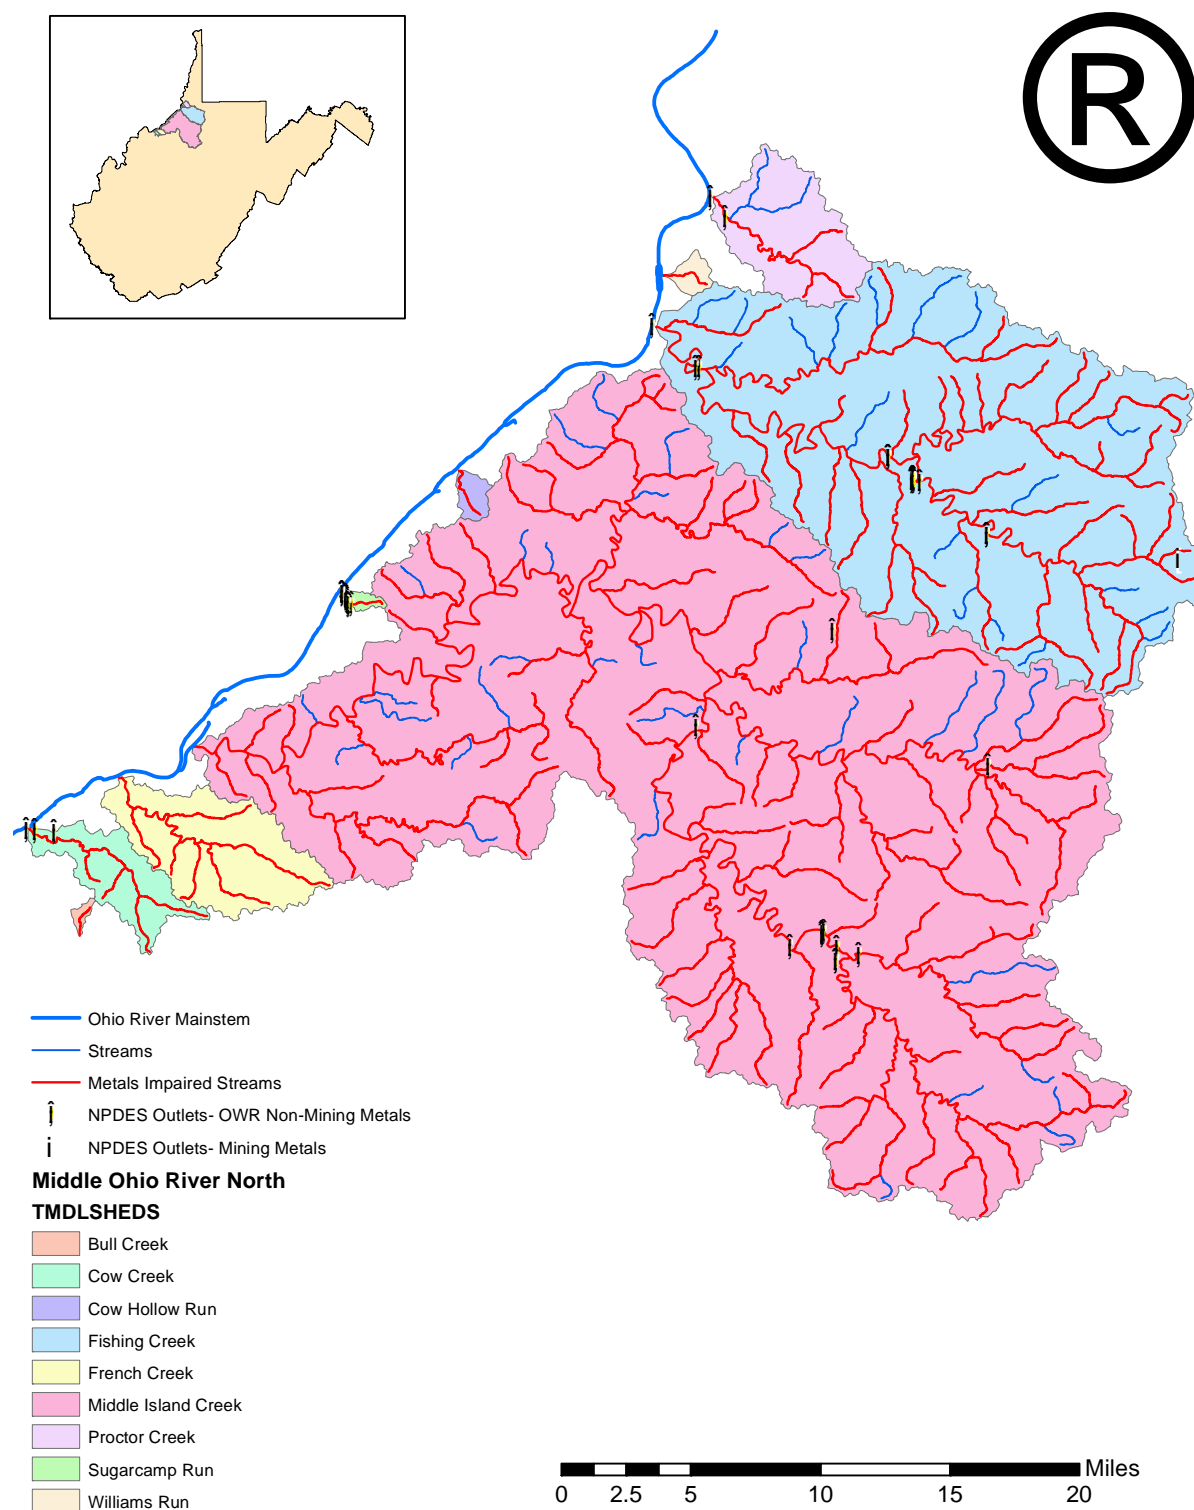 R
Ohio River Mainstem
Streams
Metals Impaired Streams
NPDES Outlets- OWR Non-Mining Metals
NPDES Outlets- Mining Metals
Middle Ohio River North
TMDLSHEDS
Bull Creek
Cow Creek
Cow Hollow Run
Fishing Creek
French Creek
Middle Island Creek
Proctor Creek
Sugarcamp Run
Williams Run
Miles
0 2.5 5 10 15 20